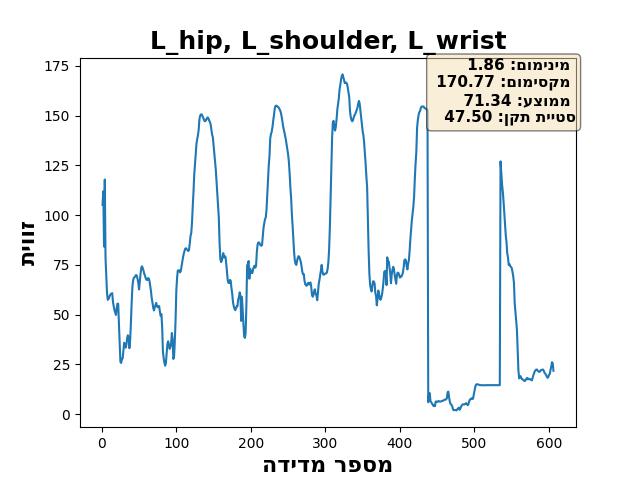 L_hip, L_shoulder, L_wrist
מינימום: 1.86
מקסימום: 170.77
ממוצע: 71.34
סטיית תקן: 47.50
זווית
175
150
125
100
75
50
25
0
0 100 200 300 400 500 600
מספר מדידה